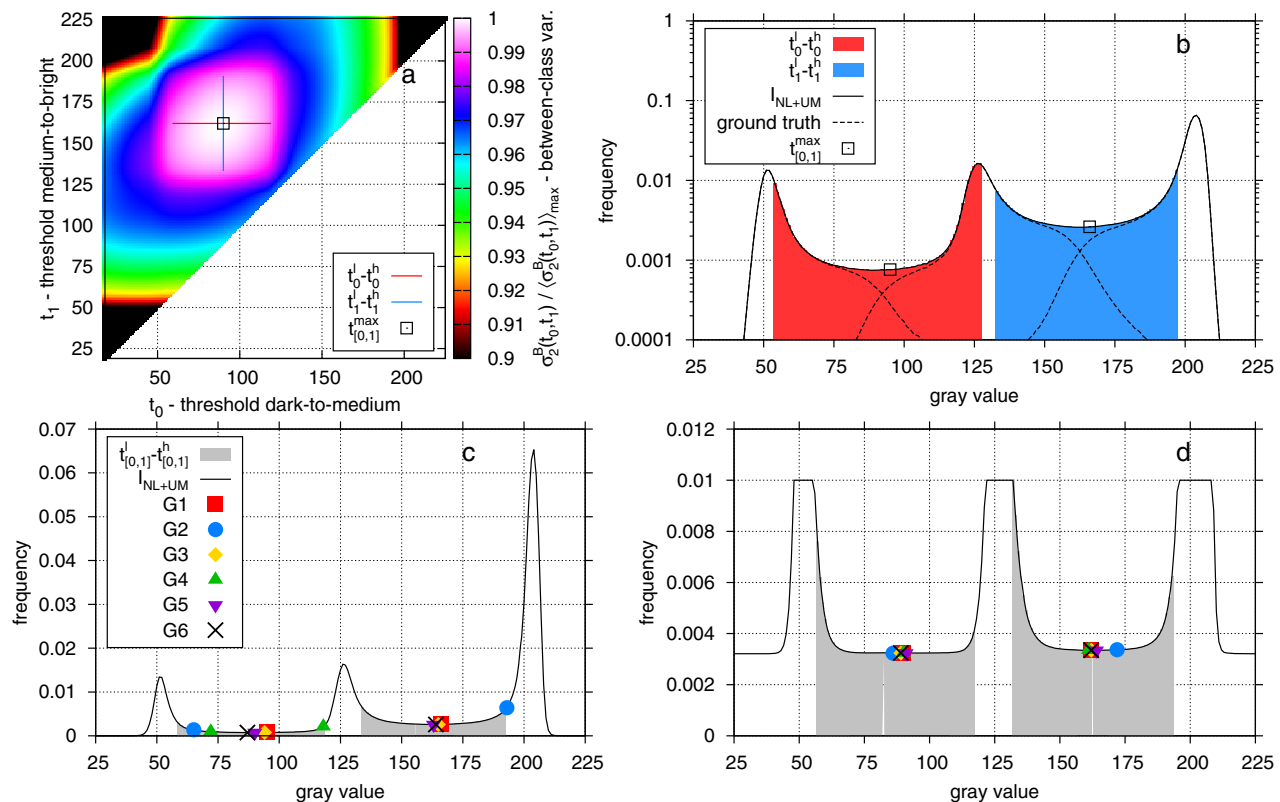 a
225
200
175
150
125
100
75
50
25
t₁ - threshold medium-to-bright
50
100
150
200
t₀ - threshold dark-to-medium
t₀ˡ-t₀ʰ
t₁ˡ-t₁ʰ
t[0,1]ᵐᵃˣ
1
0.99
0.98
0.97
0.96
0.95
0.94
0.93
0.92
0.91
0.9
σ₂ᴮ(t₀,t₁) / ⟨σ₂ᴮ(t₀,t₁)⟩max - between-class var.
b
1
0.1
0.01
0.001
0.0001
frequency
t₀ˡ-t₀ʰ
t₁ˡ-t₁ʰ
I NL+UM
ground truth
t[0,1]ᵐᵃˣ
25
50
75
100
125
150
175
200
225
gray value
c
0.07
0.06
0.05
0.04
0.03
0.02
0.01
0
frequency
t[0,1]ˡ-t[0,1]ʰ
I NL+UM
G1
G2
G3
G4
G5
G6
25
50
75
100
125
150
175
200
225
gray value
d
0.012
0.01
0.008
0.006
0.004
0.002
0
frequency
25
50
75
100
125
150
175
200
225
gray value